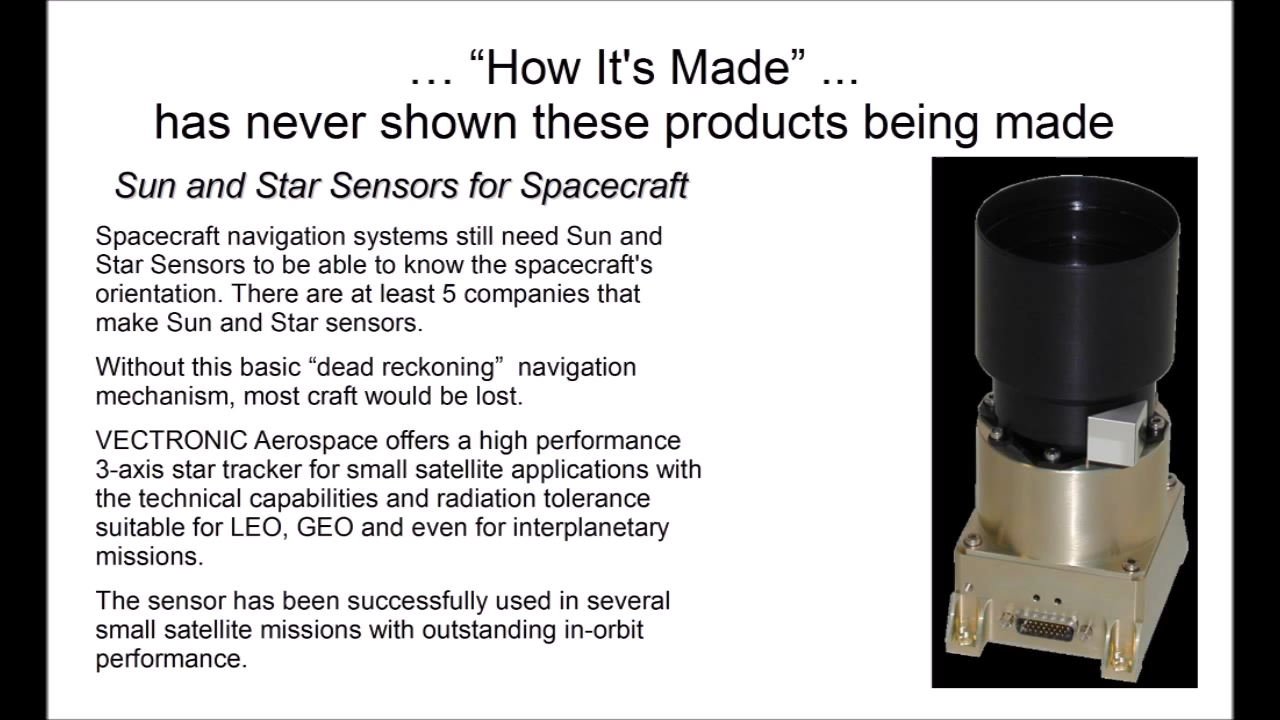 … “How It's Made” ...
has never shown these products being made
Sun and Star Sensors for Spacecraft
Spacecraft navigation systems still need Sun and
Star Sensors to be able to know the spacecraft's
orientation. There are at least 5 companies that
make Sun and Star sensors.
Without this basic “dead reckoning”  navigation
mechanism, most craft would be lost.
VECTRONIC Aerospace offers a high performance
3-axis star tracker for small satellite applications with
the technical capabilities and radiation tolerance
suitable for LEO, GEO and even for interplanetary
missions.
The sensor has been successfully used in several
small satellite missions with outstanding in-orbit
performance.